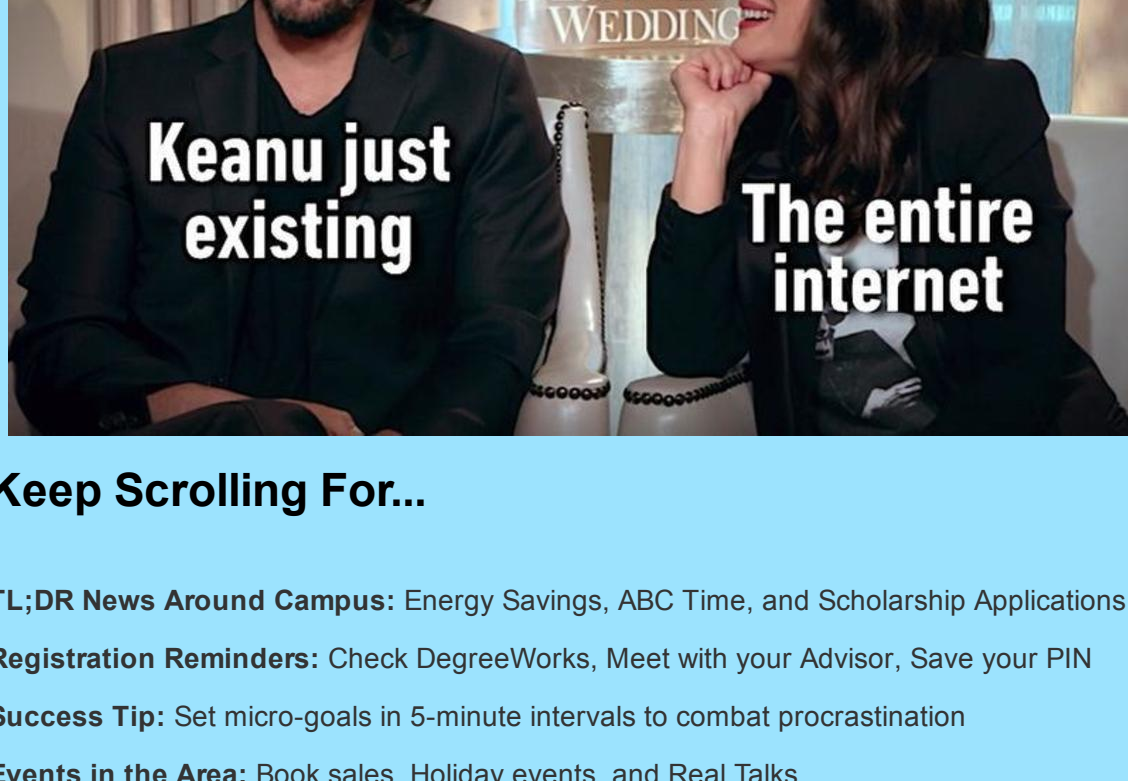 WEDDING
Keanu just
existing
The entire
internet
Keep Scrolling For...
TL;DR News Around Campus: Energy Savings, ABC Time, and Scholarship Applications
Registration Reminders: Check DegreeWorks, Meet with your Advisor, Save your PIN
Success Tip: Set micro-goals in 5-minute intervals to combat procrastination
Events in the Area: Book sales, Holiday events, and Real Talks